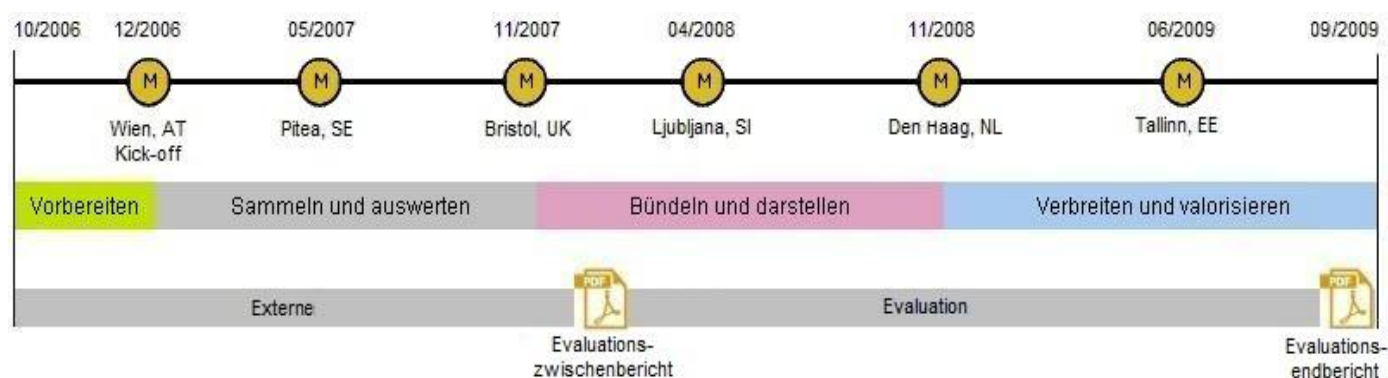 10/2006 12/2006 05/2007 11/2007 04/2008 11/2008 06/2009 09/2009
M M M M M M
Wien, AT Pitea, SE Bristol, UK Ljubljana, SI Den Haag, NL Tallinn, EE
Kick-off
Vorbereiten Sammeln und auswerten Bündeln und darstellen Verbreiten und valorisieren
PDF PDF
Externe Evaluation
Evaluations- Evaluations-
zwischenbericht endbericht